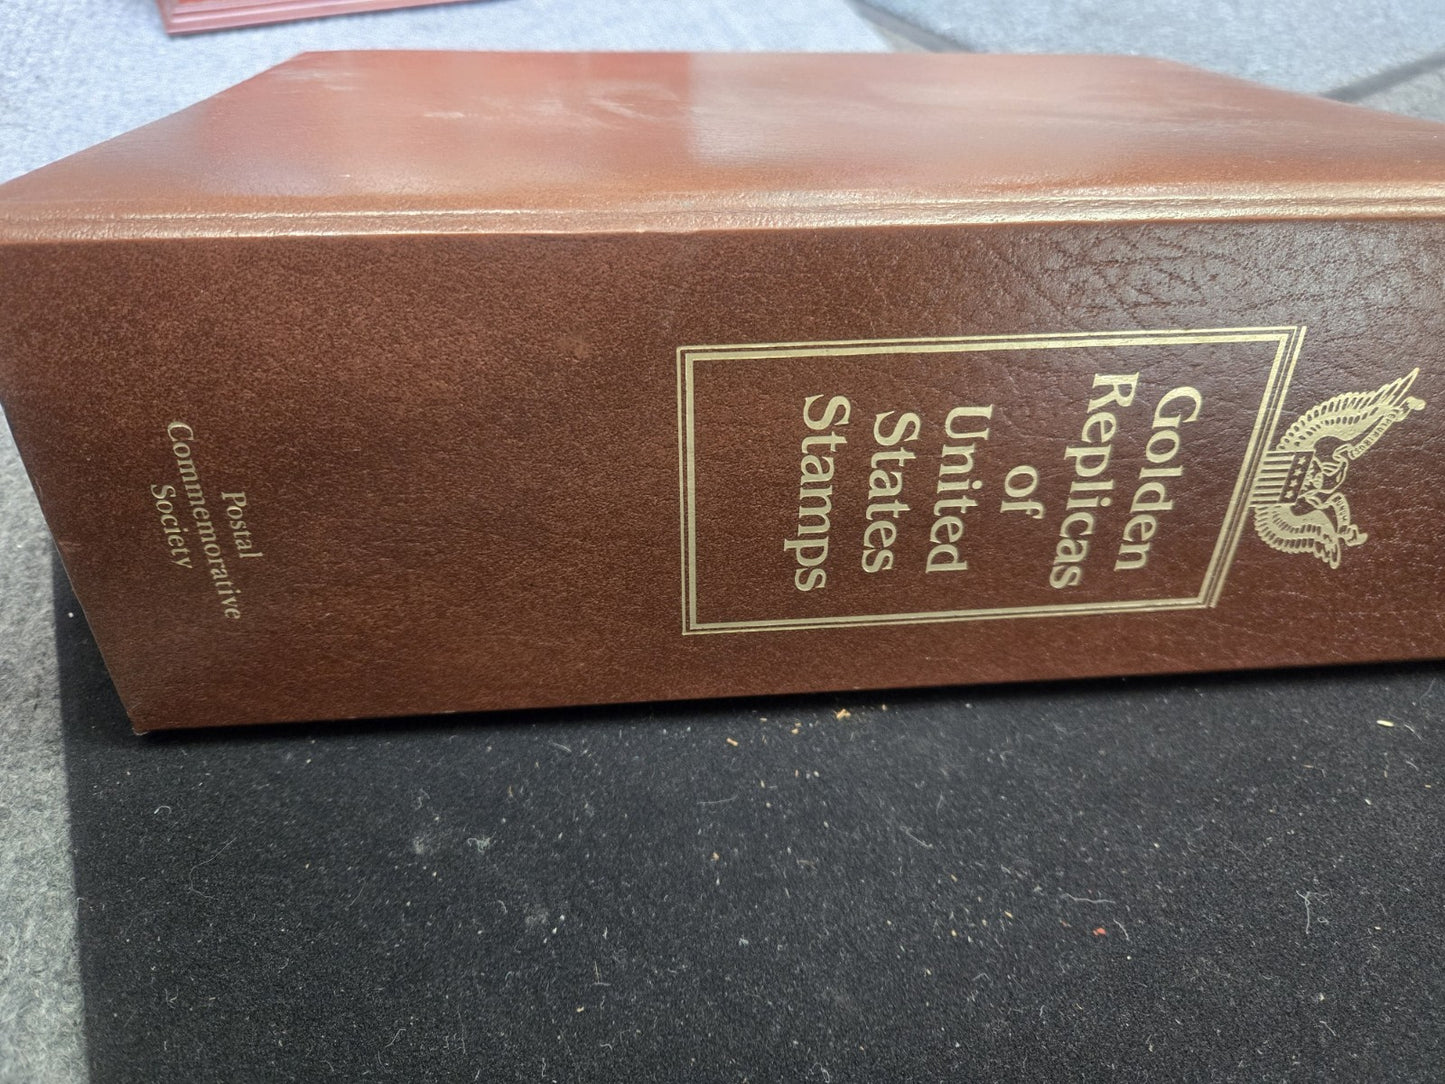 Golden
Replicas
of
United
States
Stamps
Postal
Commemorative
Society